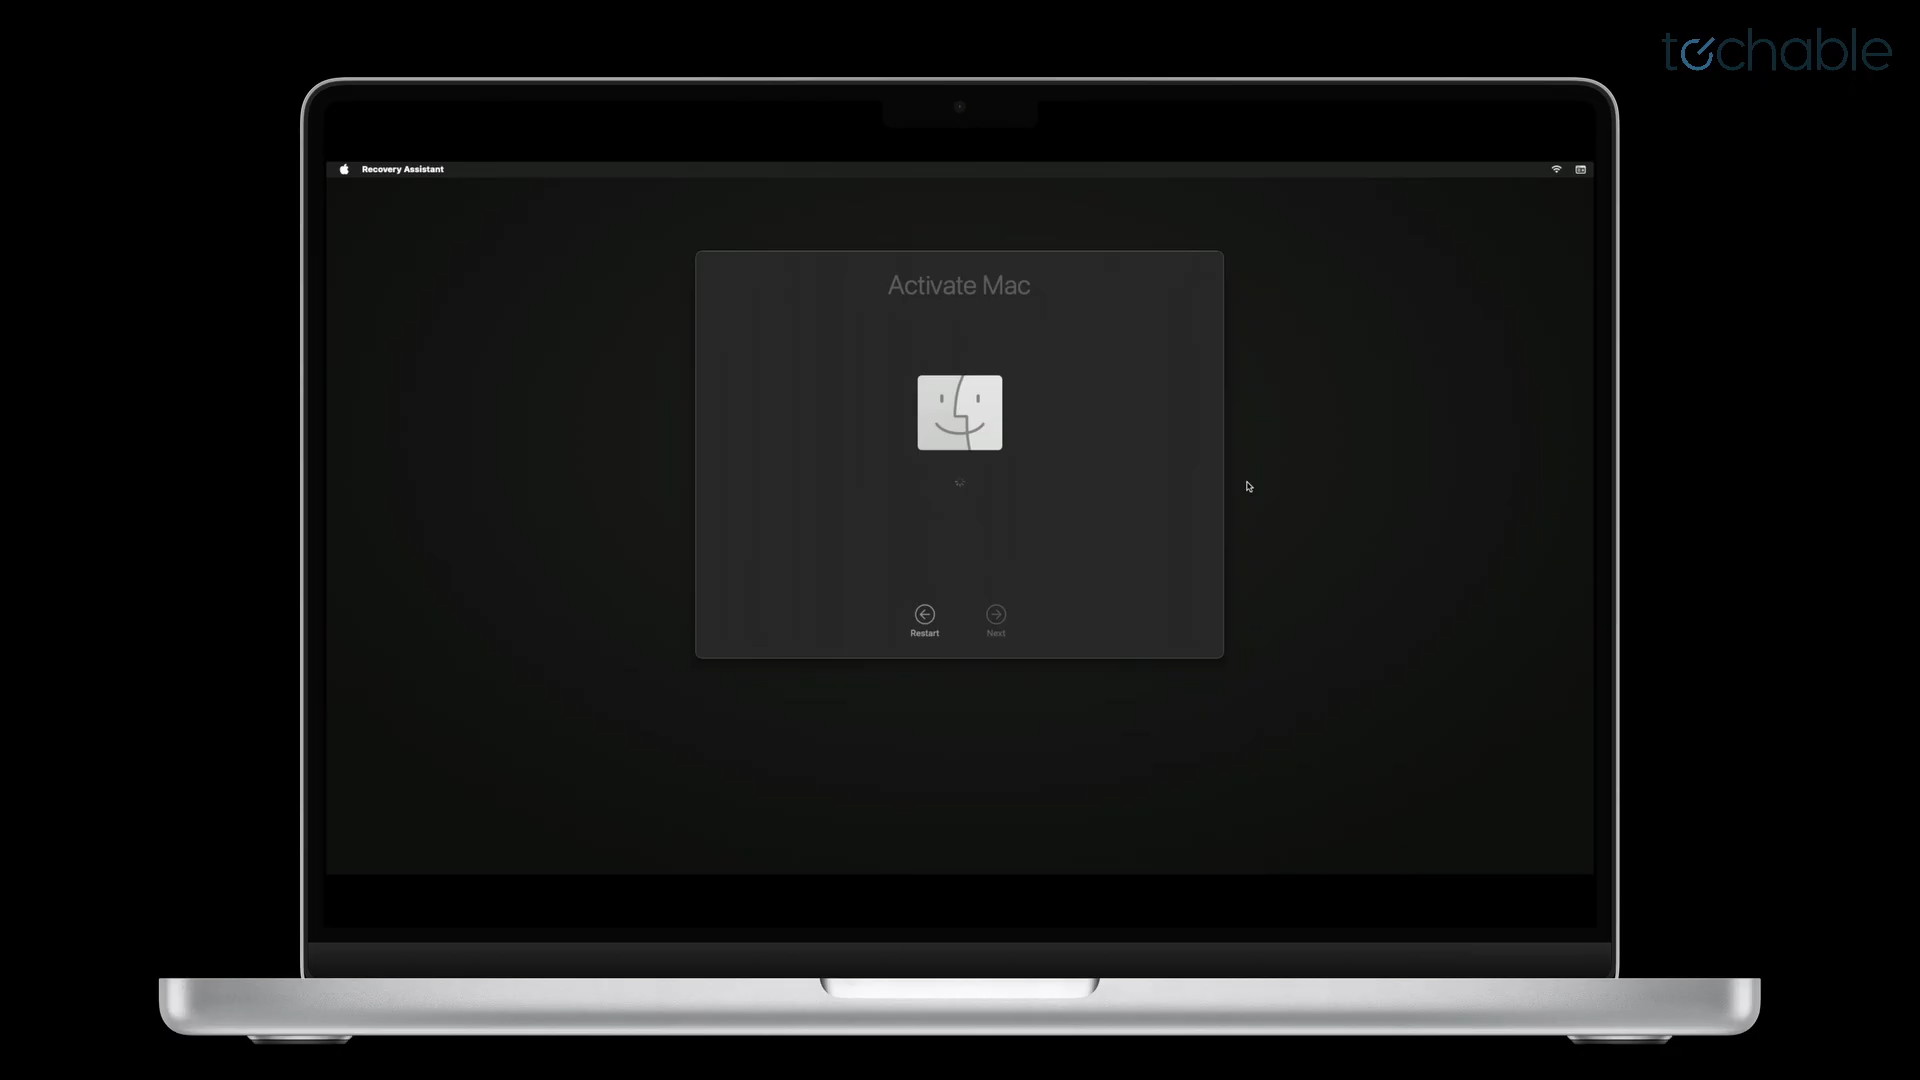 techable
Recovery Assistant
Activate Mac
Restart
Next